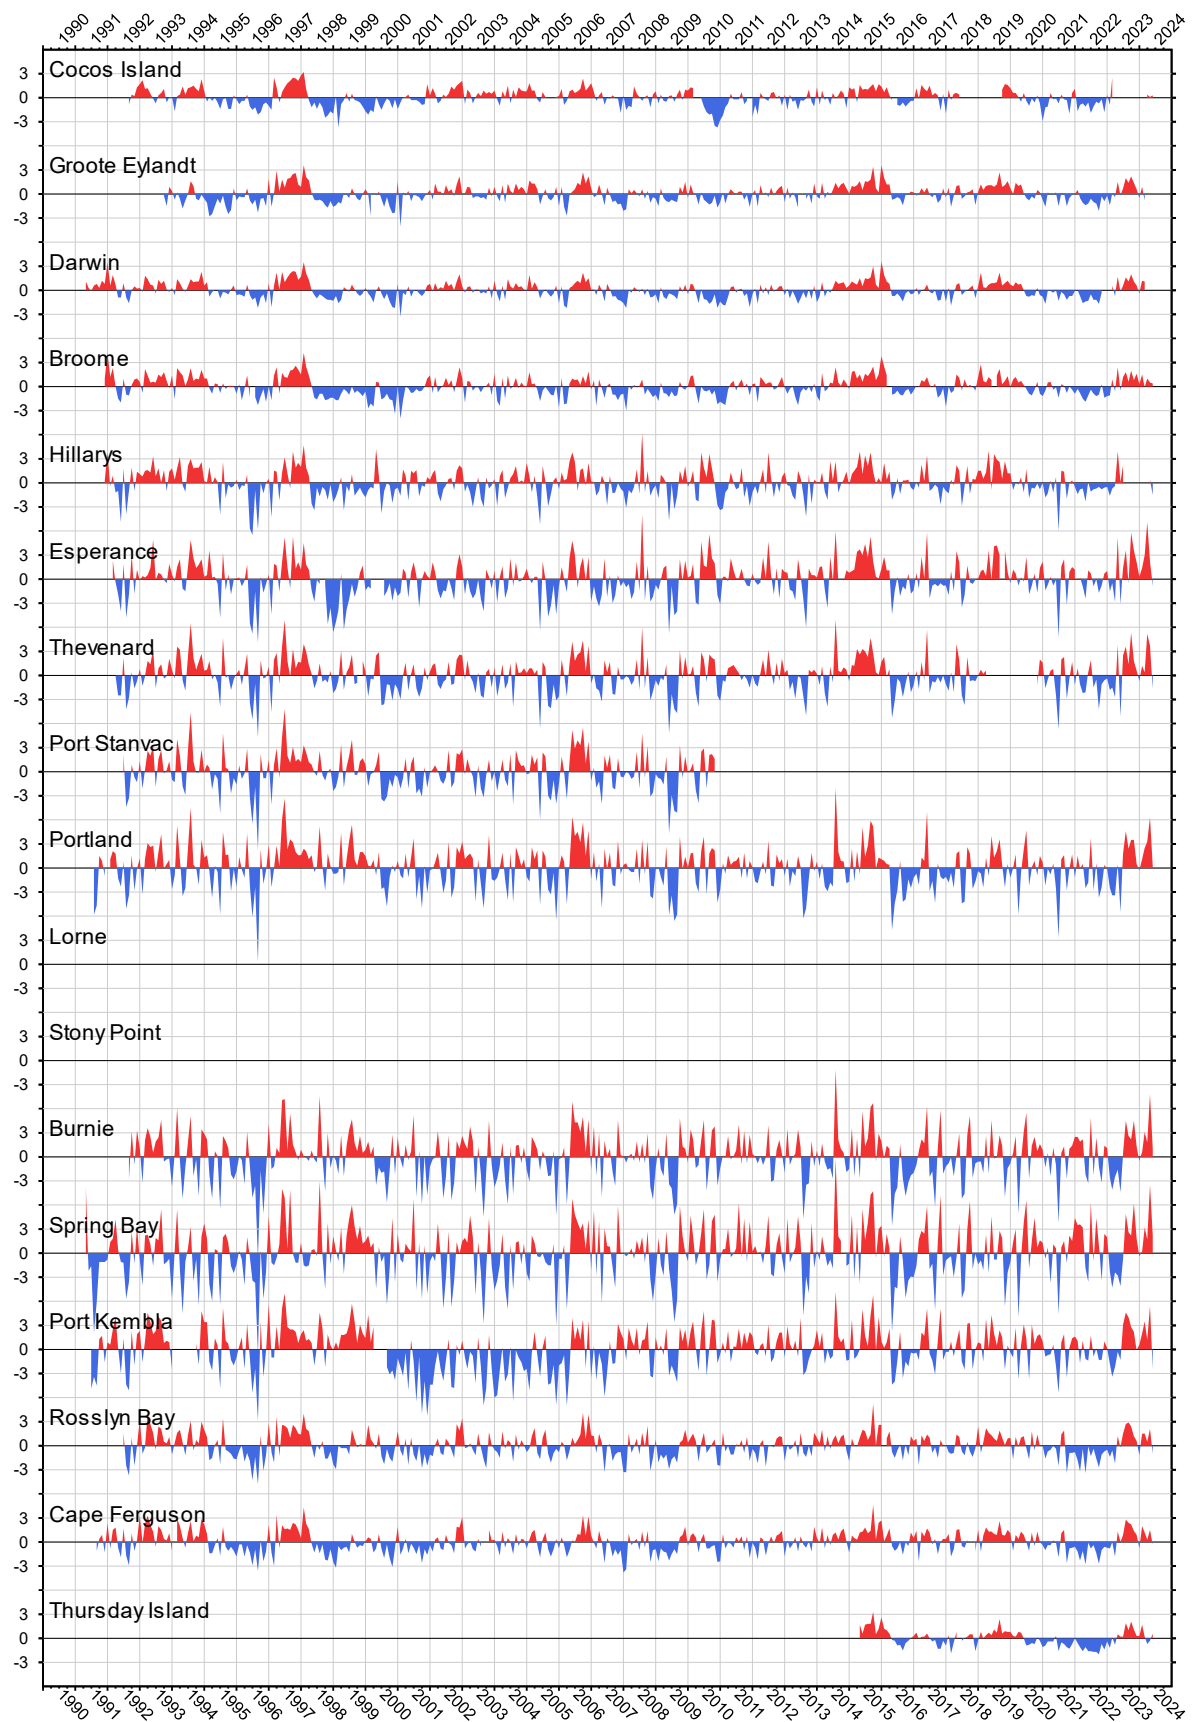 1990 1991 1992 1993 1994 1995 1996 1997 1998 1999 2000 2001 2002 2003 2004 2005 2006 2007 2008 2009 2010 2011 2012 2013 2014 2015 2016 2017 2018 2019 2020 2021 2022 2023 2024
Cocos Island
3
0
-3
Groote Eylandt
3
0
-3
Darwin
3
0
-3
Broome
3
0
-3
Hillarys
3
0
-3
Esperance
3
0
-3
Thevenard
3
0
-3
Port Stanvac
3
0
-3
Portland
3
0
-3
Lorne
3
0
-3
Stony Point
3
0
-3
Burnie
3
0
-3
Spring Bay
3
0
-3
Port Kembla
3
0
-3
Rosslyn Bay
3
0
-3
Cape Ferguson
3
0
-3
Thursday Island
3
0
-3
1990 1991 1992 1993 1994 1995 1996 1997 1998 1999 2000 2001 2002 2003 2004 2005 2006 2007 2008 2009 2010 2011 2012 2013 2014 2015 2016 2017 2018 2019 2020 2021 2022 2023 2024